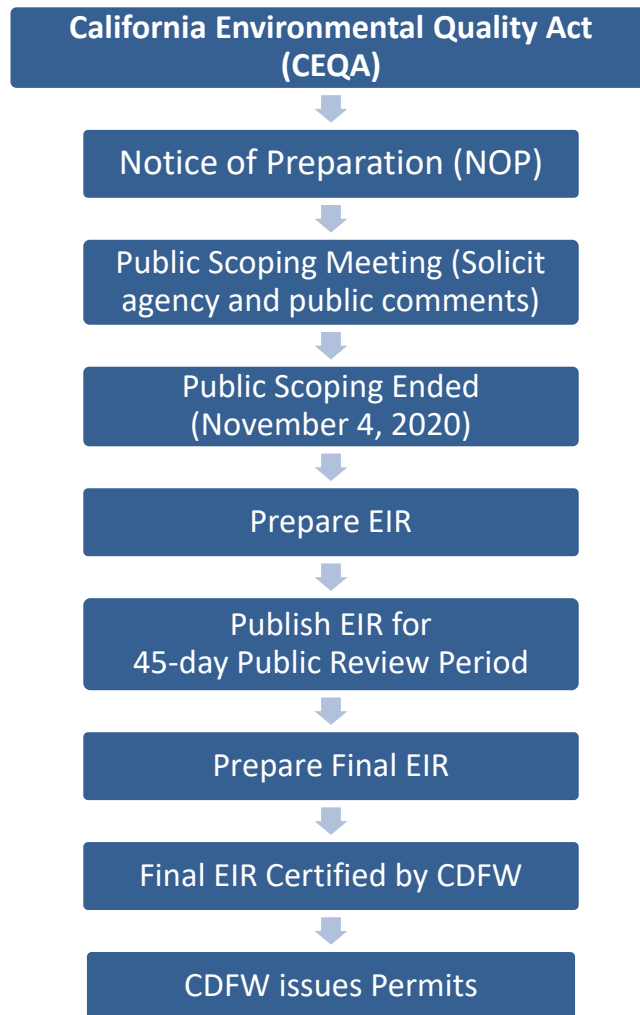 California Environmental Quality Act
(CEQA)
Notice of Preparation (NOP)
Public Scoping Meeting (Solicit
agency and public comments)
Public Scoping Ended
(November 4, 2020)
Prepare EIR
Publish EIR for
45-day Public Review Period
Prepare Final EIR
Final EIR Certified by CDFW
CDFW issues Permits